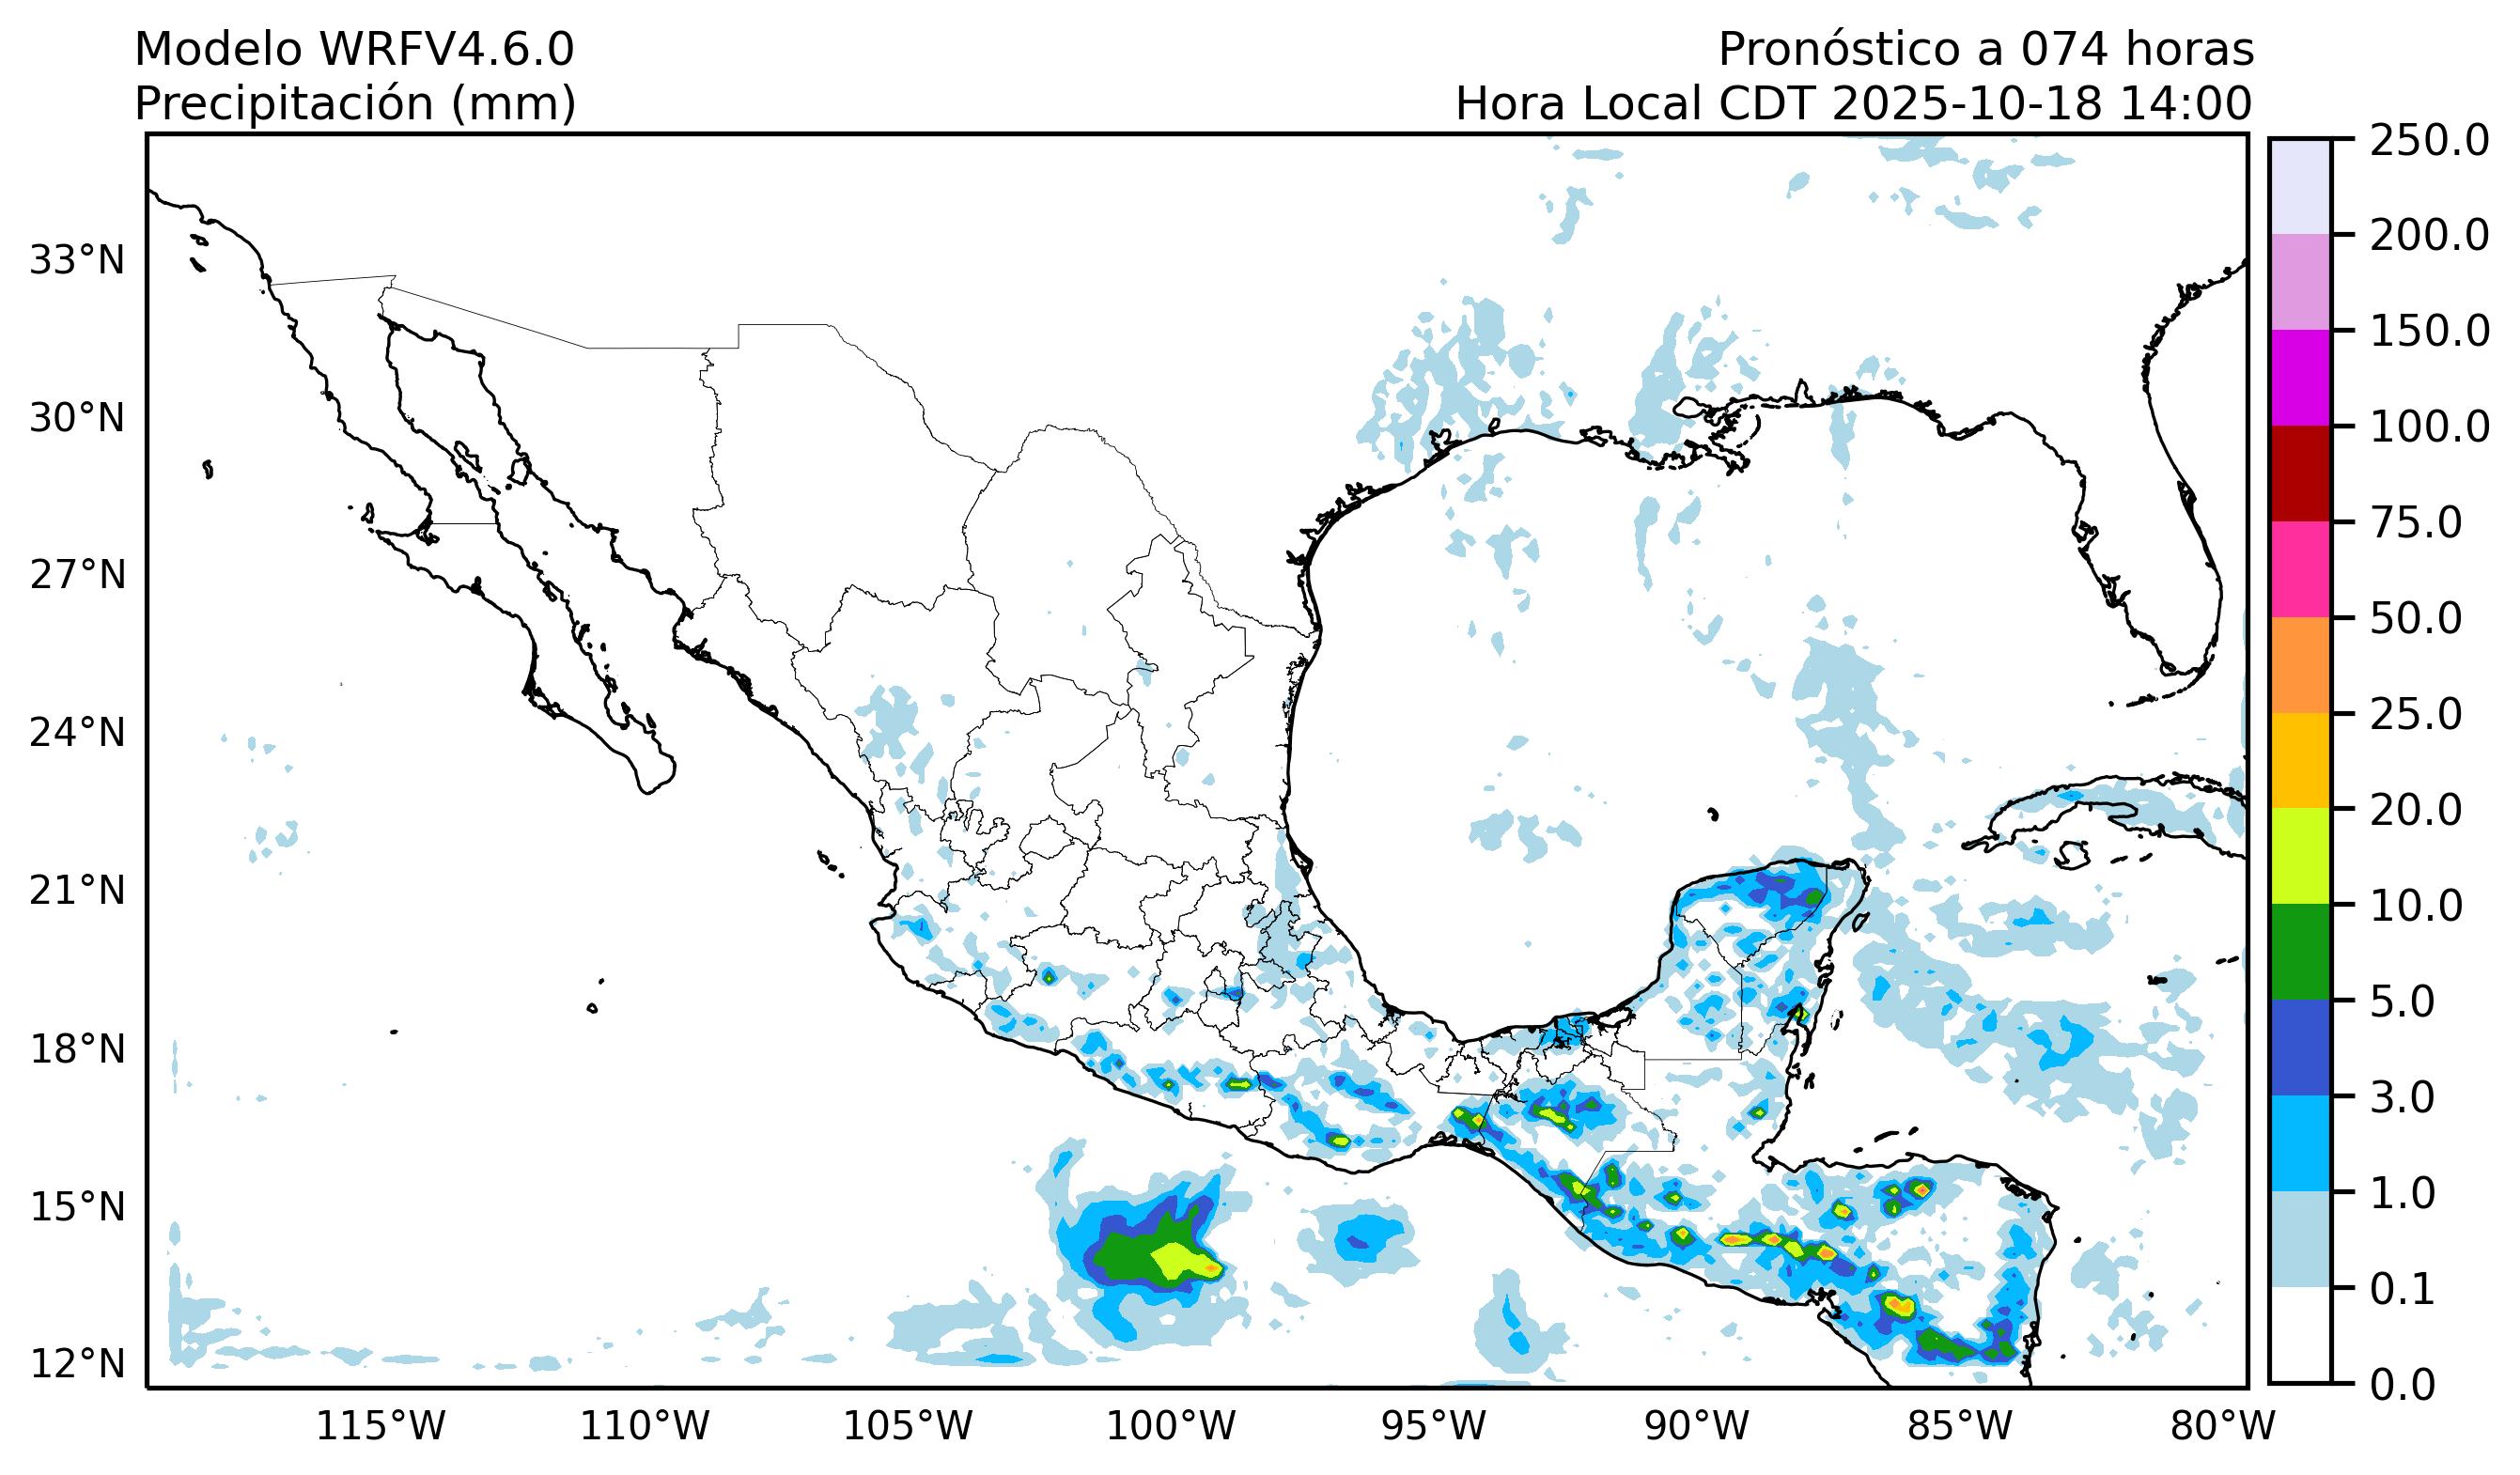 Modelo WRFV4.6.0
Precipitación (mm)
Pronóstico a 074 horas
Hora Local CDT 2025-10-18 14:00
33°N
30°N
27°N
24°N
21°N
18°N
15°N
12°N
115°W
110°W
105°W
100°W
95°W
90°W
85°W
80°W
250.0
200.0
150.0
100.0
75.0
50.0
25.0
20.0
10.0
5.0
3.0
1.0
0.1
0.0